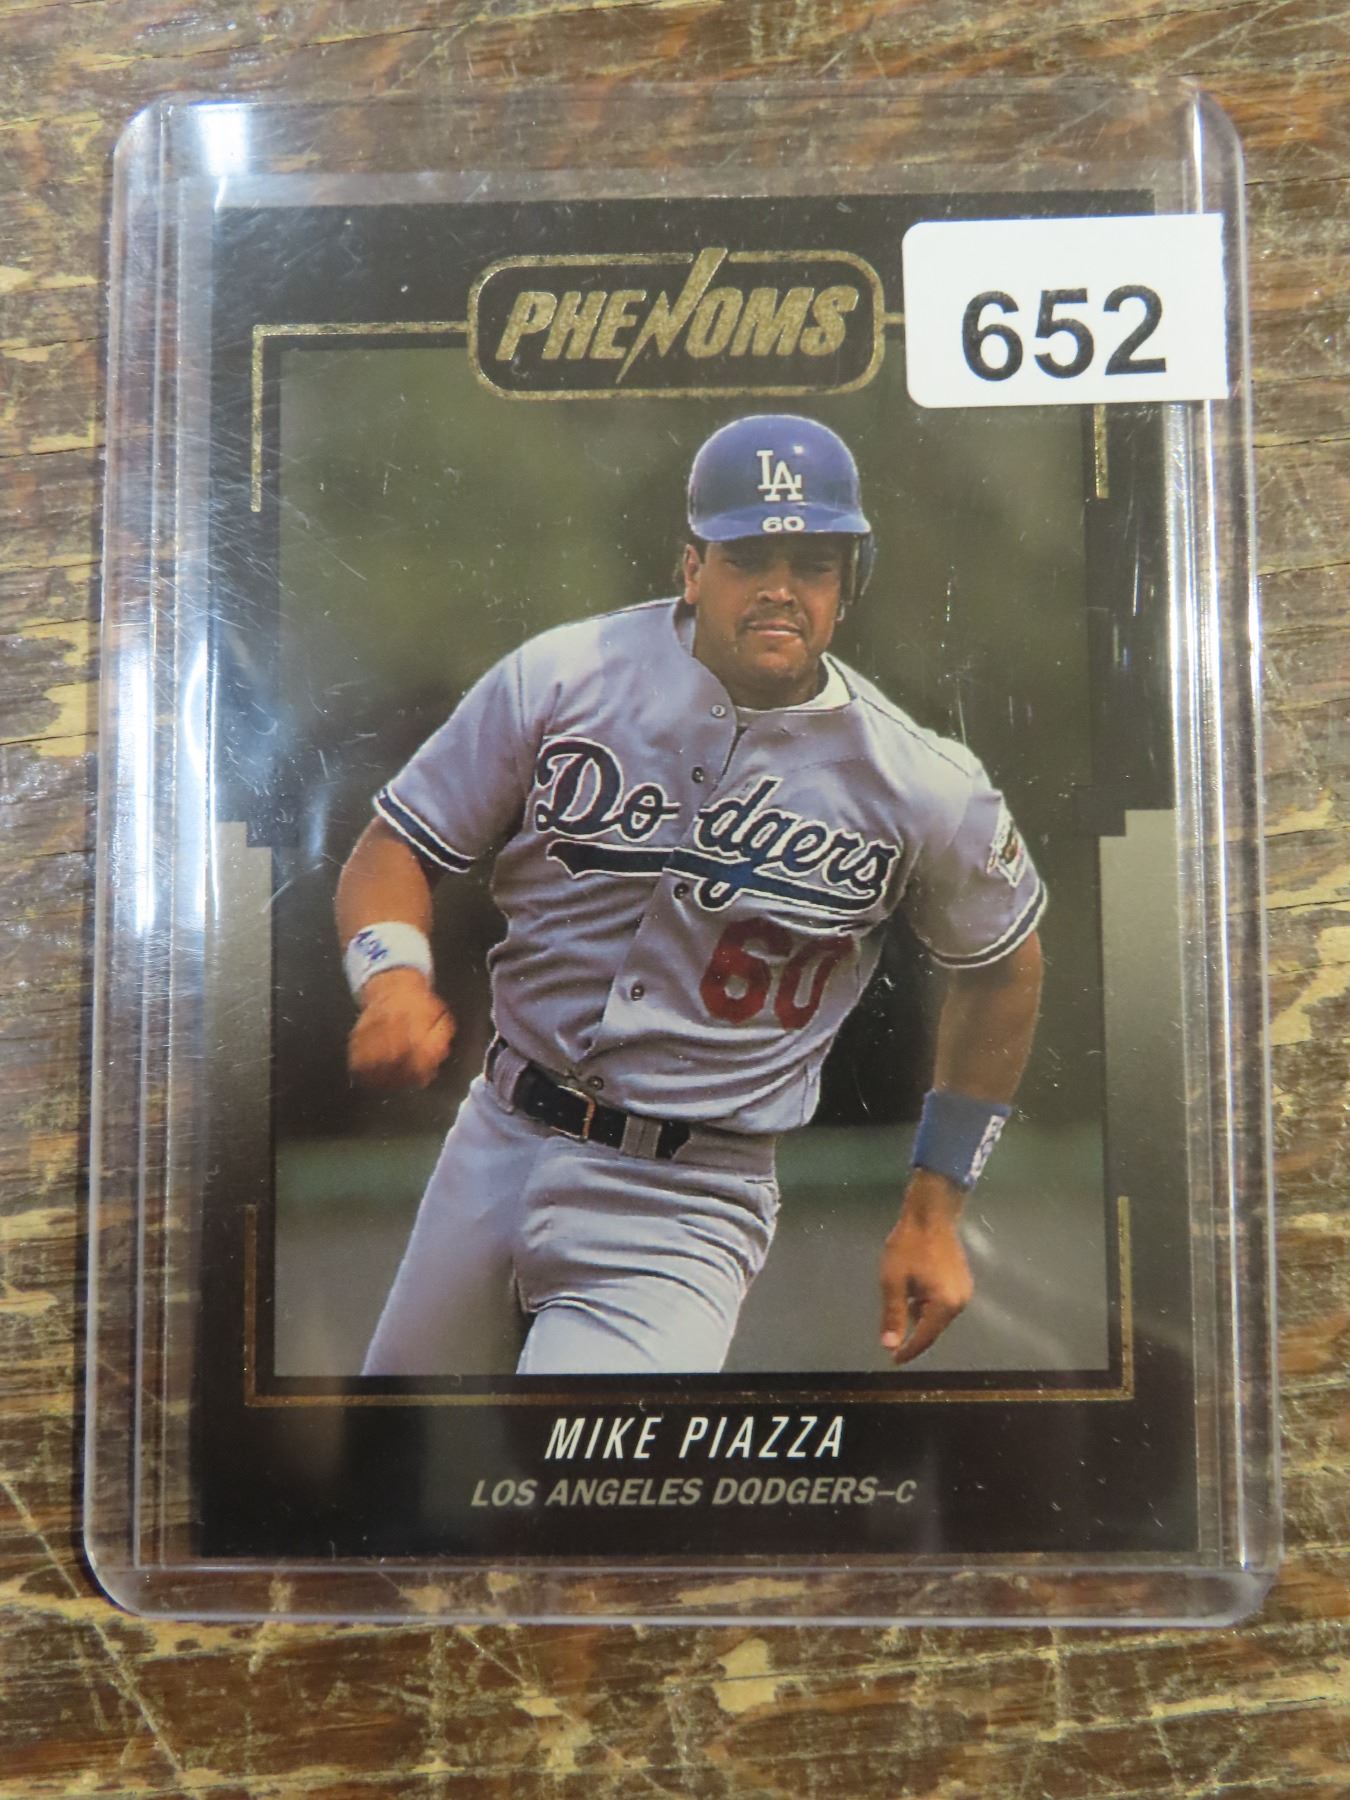 PHENOMS
652
LA
60
Dodgers
60
MIKE PIAZZA
LOS ANGELES DODGERS-C